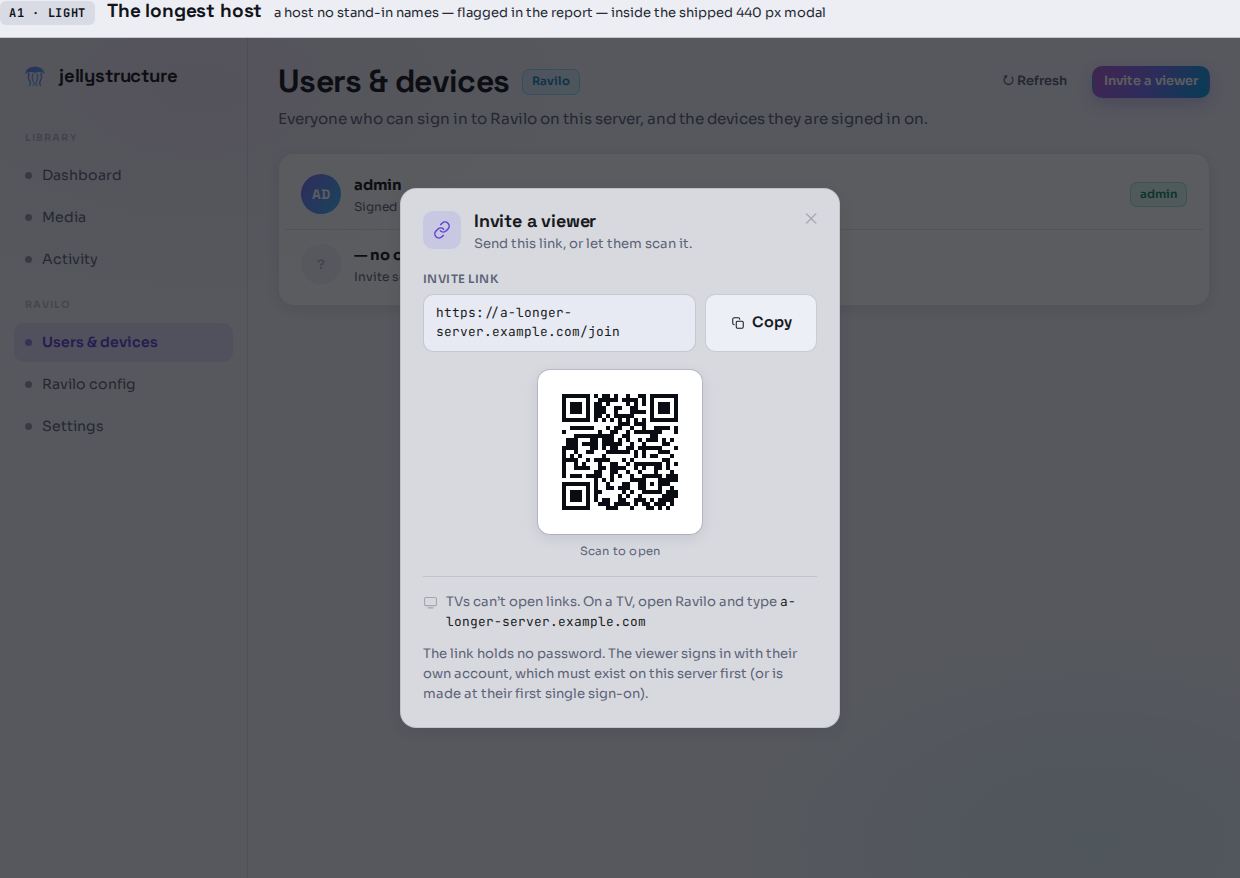 A1 · LIGHT The longest host a host no stand-in names — flagged in the report — inside the shipped 440 px modal
jellystructure
LIBRARY
Dashboard
Media
Activity
RAVILO
Users & devices
Ravilo config
Settings
Users & devices Ravilo
Refresh
Invite a viewer
Everyone who can sign in to Ravilo on this server, and the devices they are signed in on.
AD admin
Signed
admin
? — no
Invite
Invite a viewer
Send this link, or let them scan it.
INVITE LINK
https://a-longer-
server.example.com/join
Copy
Scan to open
TVs can't open links. On a TV, open Ravilo and type a-
longer-server.example.com
The link holds no password. The viewer signs in with their
own account, which must exist on this server first (or is
made at their first single sign-on).